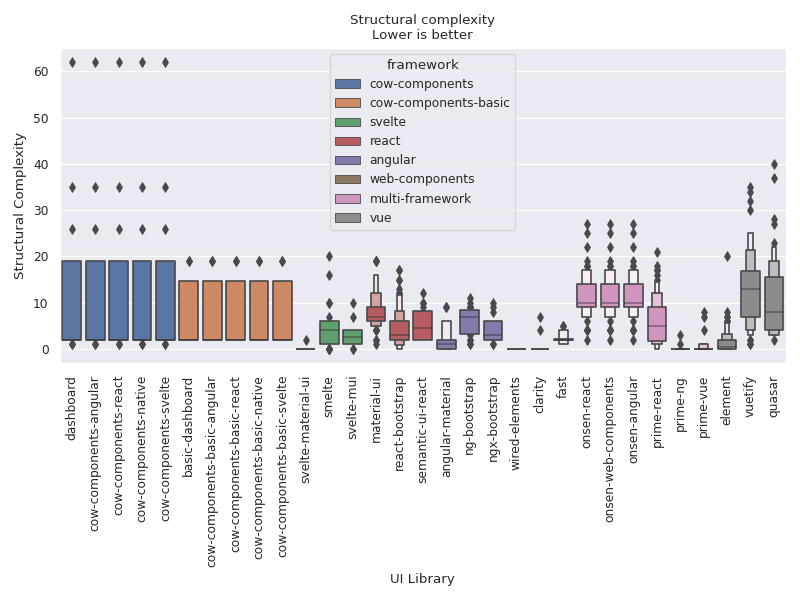 Structural complexity
Lower is better
framework
cow-components
cow-components-basic
svelte
react
angular
web-components
multi-framework
vue
Structural Complexity
60
50
40
30
20
10
0
dashboard
cow-components-angular
cow-components-react
cow-components-native
cow-components-svelte
basic-dashboard
cow-components-basic-angular
cow-components-basic-react
cow-components-basic-native
cow-components-basic-svelte
svelte-material-ui
smelte
svelte-mui
material-ui
react-bootstrap
semantic-ui-react
angular-material
ng-bootstrap
ngx-bootstrap
wired-elements
clarity
fast
onsen-react
onsen-web-components
onsen-angular
prime-react
prime-ng
prime-vue
element
vuetify
quasar
UI Library